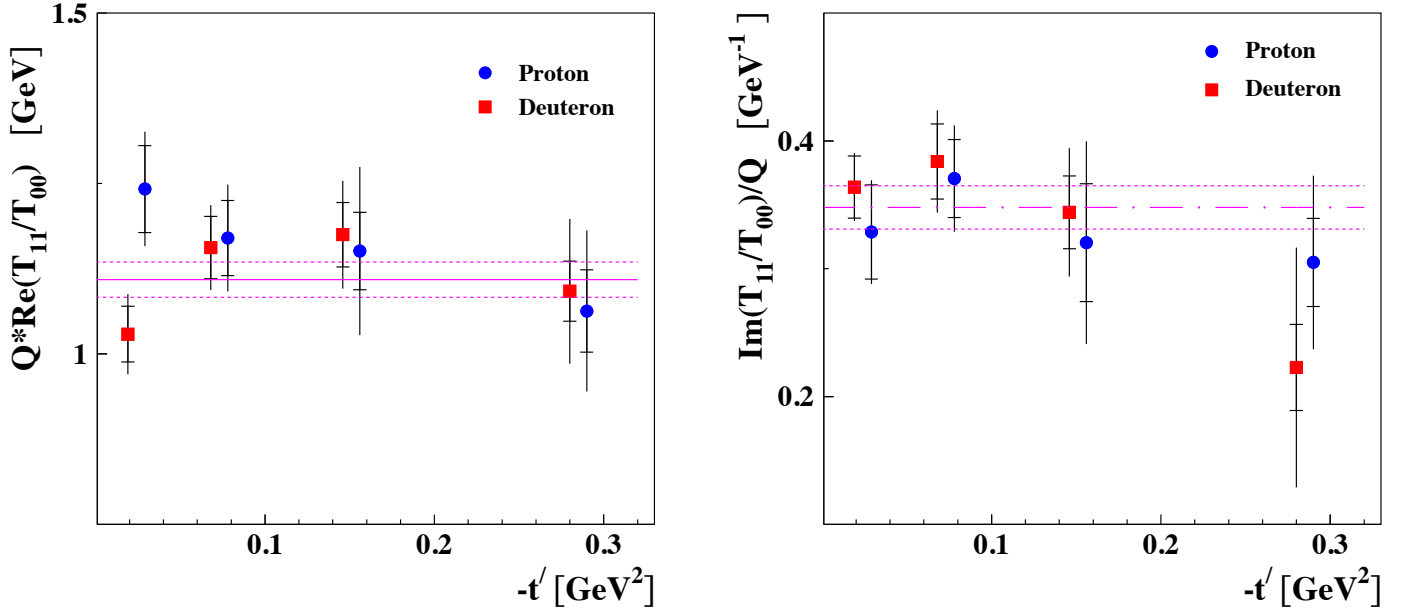 Q*Re(T₁₁/T₀₀) [GeV]
1.5
1
Proton
Deuteron
0.1 0.2 0.3
-t′ [GeV²]
Im(T₁₁/T₀₀)/Q [GeV⁻¹]
0.4
0.2
Proton
Deuteron
0.1 0.2 0.3
-t′ [GeV²]